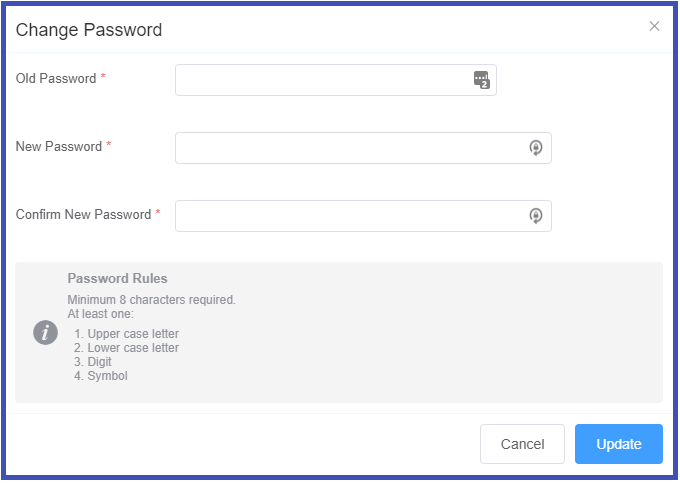 Change Password
Old Password *
2
New Password *
Confirm New Password *
Password Rules
Minimum 8 characters required.
At least one:
1. Upper case letter
2. Lower case letter
3. Digit
4. Symbol
Cancel
Update